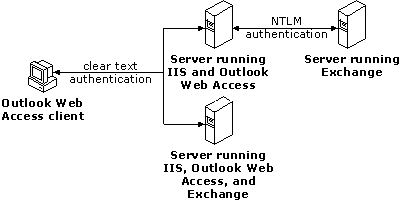 NTLM
authentication
Server running
IIS and Outlook
Web Access
Server running
Exchange
clear text
authentication
Outlook Web
Access client
Server running
IIS, Outlook Web
Access, and
Exchange